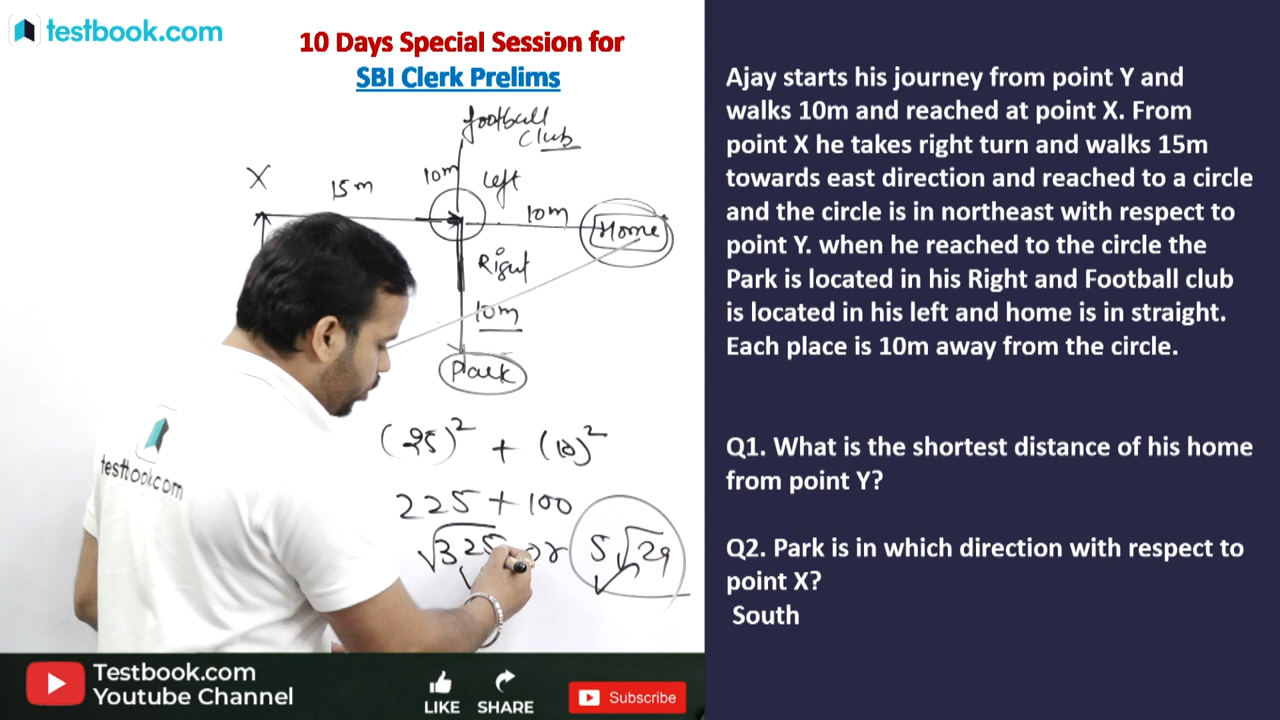 testbook.com
10 Days Special Session for
SBI Clerk Prelims
football
club
X
15m
10m
left
10m
Home
Right
10m
Park
(25)² + (10)²
225 + 100
√325 or 5√29
testbook.com
Testbook.com
Youtube Channel
LIKE
SHARE
Subscribe
Ajay starts his journey from point Y and
walks 10m and reached at point X. From
point X he takes right turn and walks 15m
towards east direction and reached to a circle
and the circle is in northeast with respect to
point Y. when he reached to the circle the
Park is located in his Right and Football club
is located in his left and home is in straight.
Each place is 10m away from the circle.
Q1. What is the shortest distance of his home
from point Y?
Q2. Park is in which direction with respect to
point X?
South